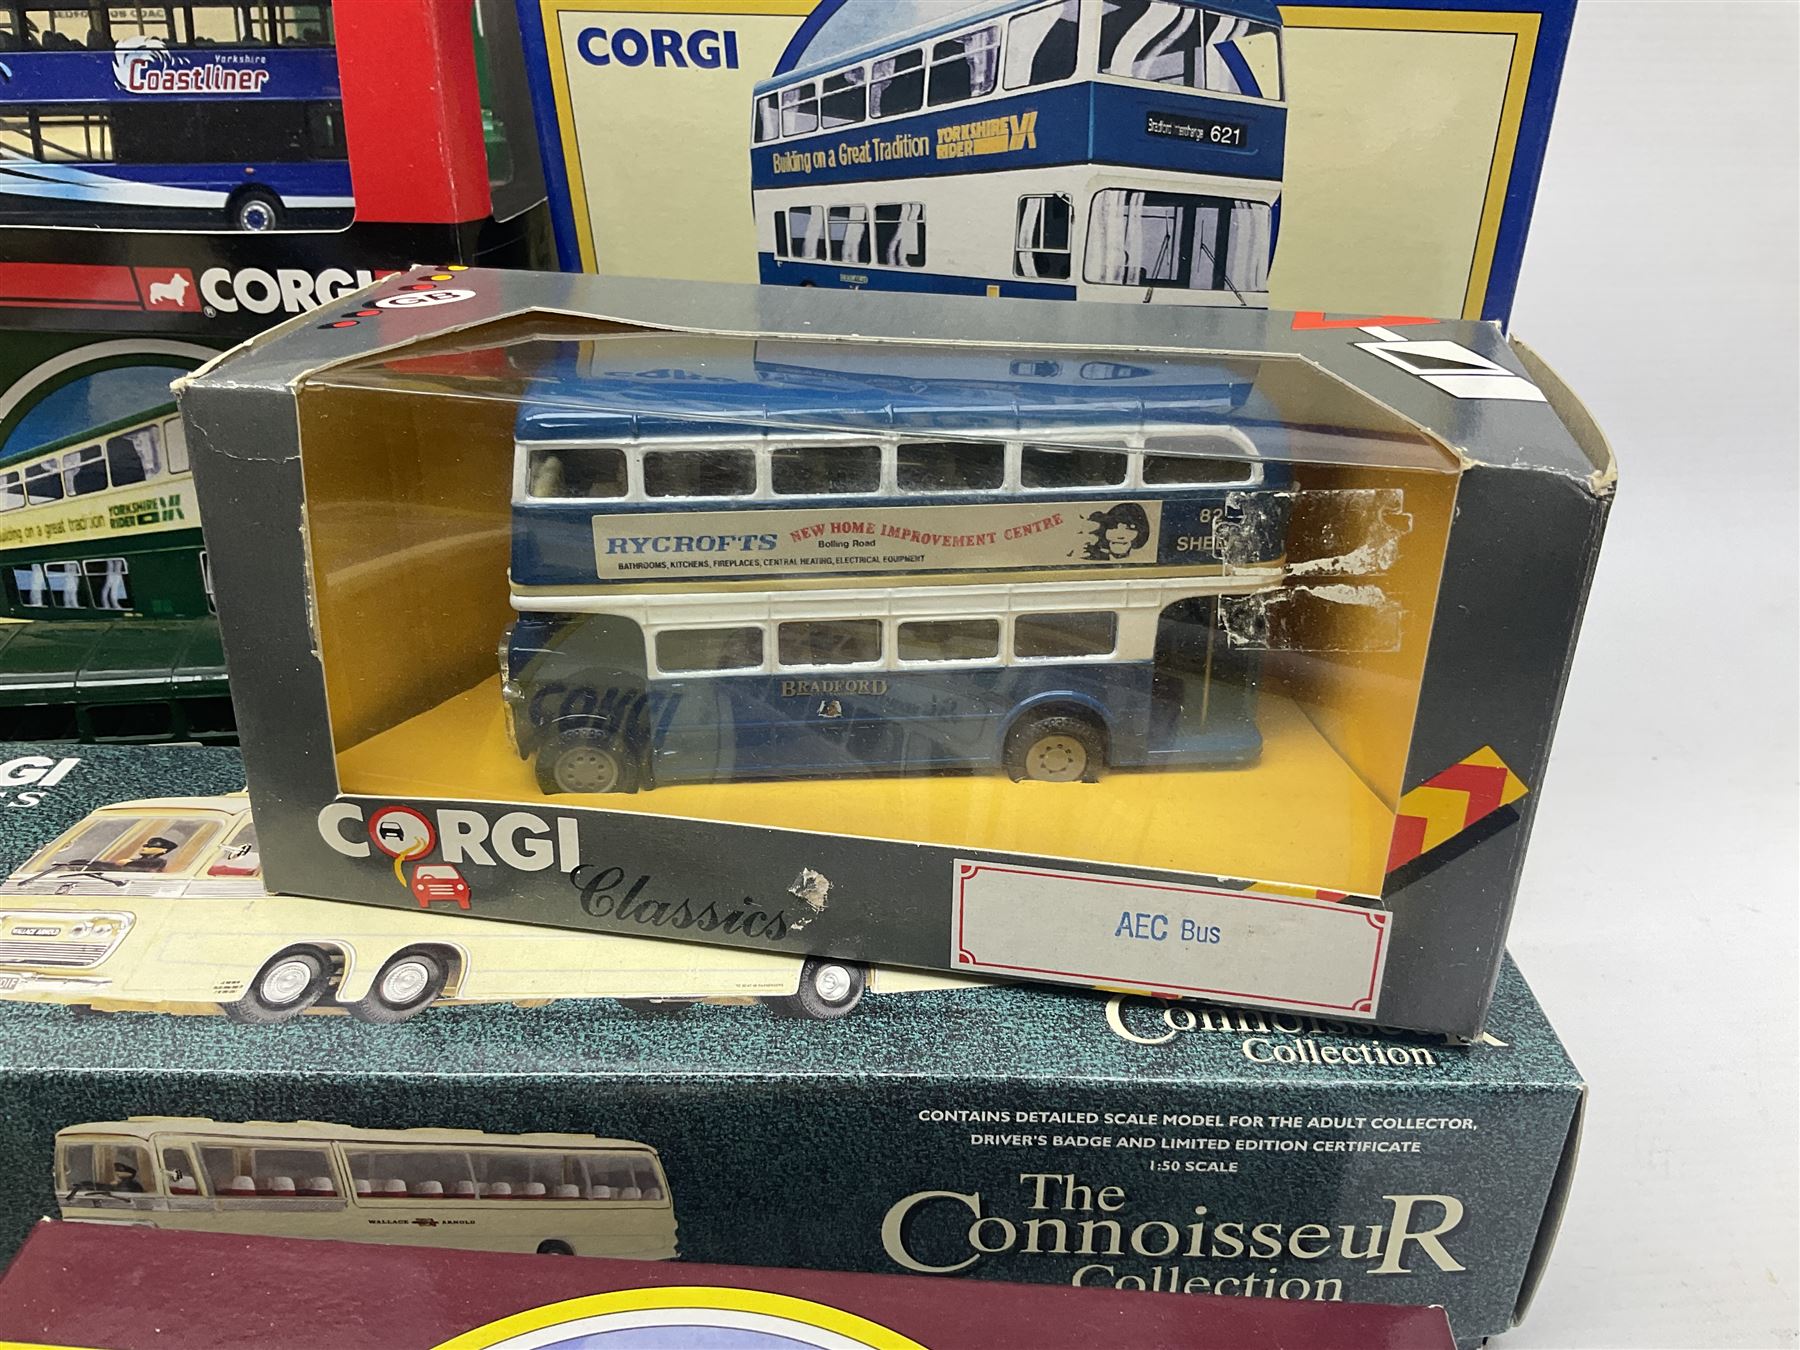 Yorkshire
Coastliner
CORGI
Building on a Great Tradition YORKSHIRE
RIDER
Bradford Interchange 621
CORGI
YORKSHIRE
RIDER
on a great tradition
RYCROFTS NEW HOME IMPROVEMENT CENTRE
Bolling Road
BATHROOMS, KITCHENS, FIREPLACES, CENTRAL HEATING, ELECTRICAL EQUIPMENT
BRADFORD
CORGI
Classics
AEC Bus
WALLACE ARNOLD
Connoisseur
Collection
CONTAINS DETAILED SCALE MODEL FOR THE ADULT COLLECTOR,
DRIVER'S BADGE AND LIMITED EDITION CERTIFICATE
1:50 SCALE
The
ConnoisseuR
Collection
WALLACE ARNOLD